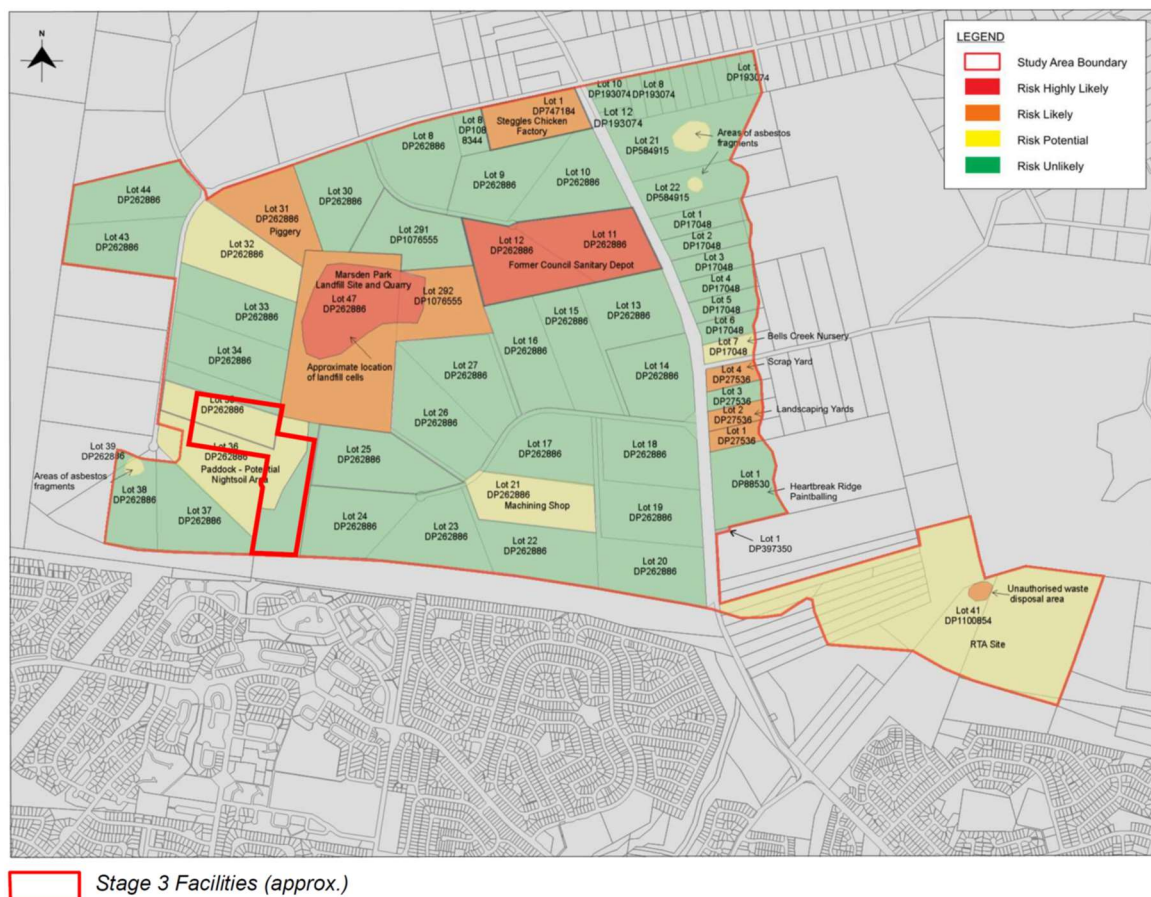 N
LEGEND
Study Area Boundary
Risk Highly Likely
Risk Likely
Risk Potential
Risk Unlikely
Lot 1
DP193074
Lot 10
DP193074
Lot 8
DP193074
Lot 12
DP193074
Lot 1
DP747184
Steggles Chicken
Factory
Lot 8
DP108
8344
Lot 8
DP262886
Lot 21
DP584915
Areas of asbestos
fragments
Lot 9
DP262886
Lot 10
DP262886
Lot 22
DP584915
Lot 44
DP262886
Lot 30
DP262886
Lot 31
DP262886
Piggery
Lot 43
DP262886
Lot 32
DP262886
Lot 291
DP1076555
Lot 12
DP262886
Lot 11
DP262886
Former Council Sanitary Depot
Lot 1
DP17048
Lot 2
DP17048
Lot 3
DP17048
Lot 4
DP17048
Lot 5
DP17048
Lot 6
DP17048
Lot 7
DP17048
Bells Creek Nursery
Marsden Park
Landfill Site and Quarry
Lot 47
DP262886
Lot 292
DP1076555
Lot 33
DP262886
Lot 15
DP262886
Lot 13
DP262886
Lot 16
DP262886
Lot 34
DP262886
Approximate location
of landfill cells
Lot 27
DP262886
Lot 14
DP262886
Scrap Yard
Lot 4
DP27536
Lot 3
DP27536
Lot 2
DP27536
Landscaping Yards
Lot 1
DP27536
DP262886
Lot 26
DP262886
Lot 39
DP262886
Lot 36
DP262886
Paddock - Potential
Nightsoil Area
Lot 25
DP262886
Lot 17
DP262886
Lot 18
DP262886
Areas of asbestos
fragments
Lot 38
DP262886
Lot 37
DP262886
Lot 21
DP262886
Machining Shop
Lot 1
DP88530
Heartbreak Ridge
Paintballing
Lot 24
DP262886
Lot 23
DP262886
Lot 22
DP262886
Lot 19
DP262886
Lot 20
DP262886
Lot 1
DP397350
Unauthorised waste
disposal area
Lot 41
DP1100854
RTA Site
Stage 3 Facilities (approx.)